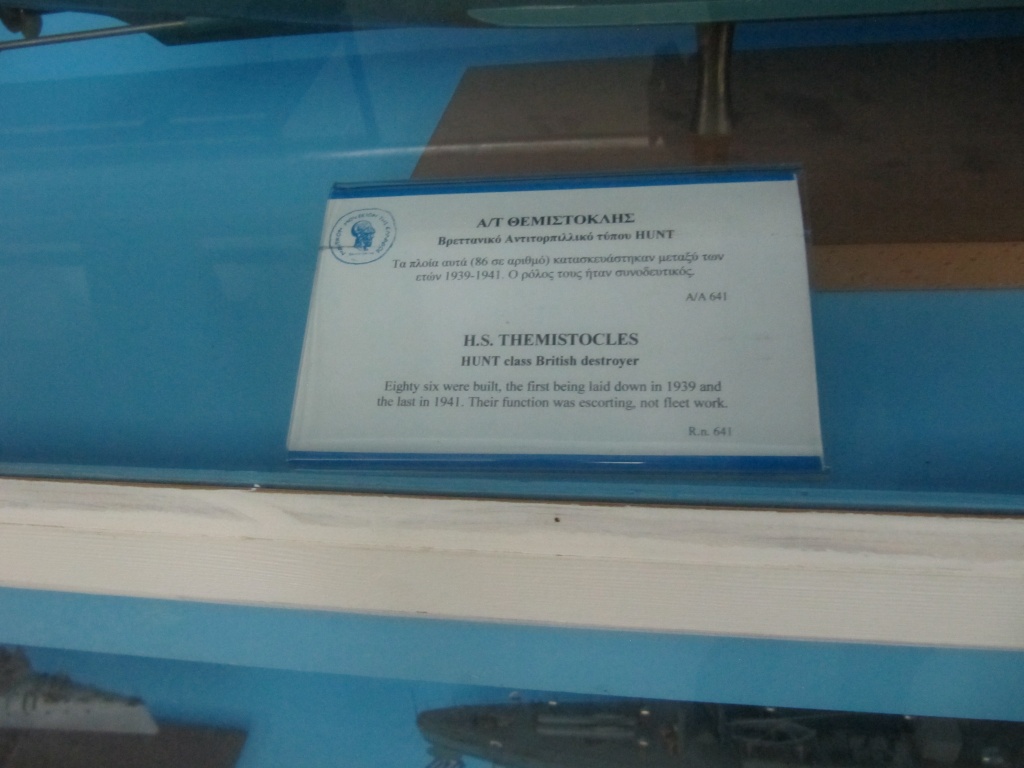 Α/Τ ΘΕΜΙΣΤΟΚΛΗΣ
Βρεττανικό Αντιτορπιλλικό τύπου HUNT
Τα πλοία αυτά (86 σε αριθμό) κατασκευάστηκαν μεταξύ των
ετών 1939-1941. Ο ρόλος τους ήταν συνοδευτικός.
Α/Α 641
H.S. THEMISTOCLES
HUNT class British destroyer
Eighty six were built, the first being laid down in 1939 and
the last in 1941. Their function was escorting, not fleet work.
R.n. 641